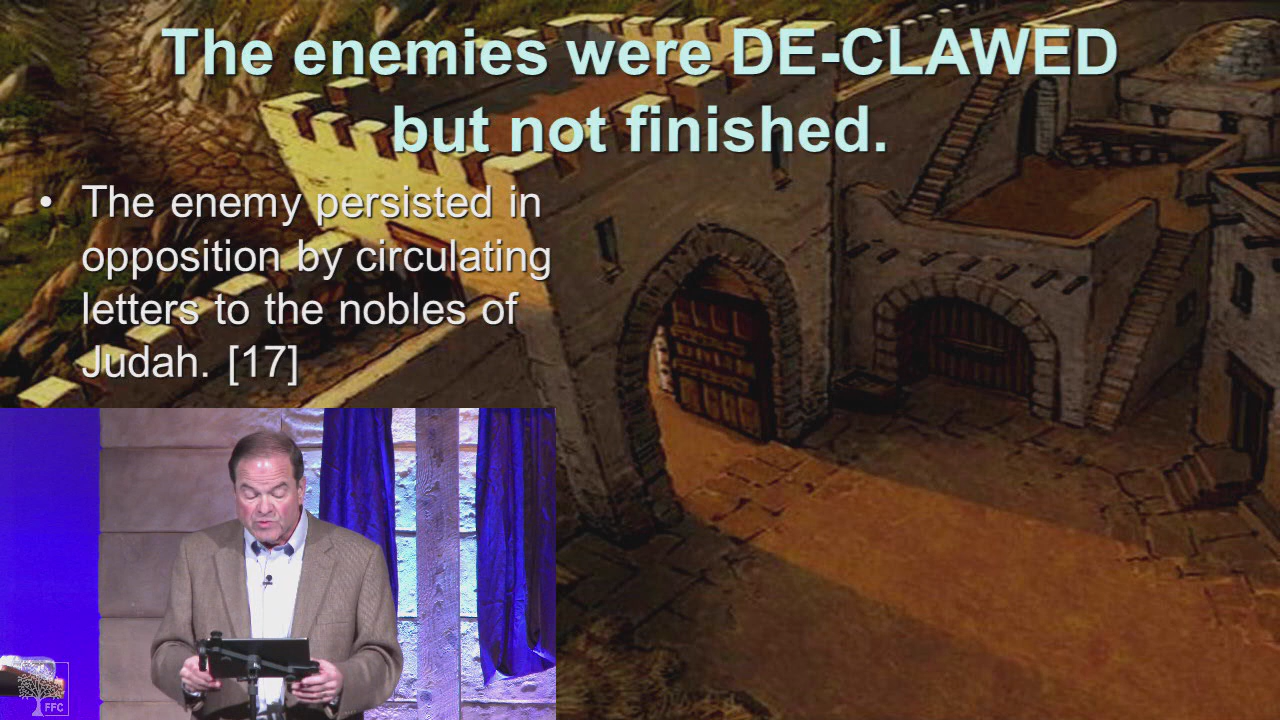 The enemies were DE-CLAWED
but not finished.
• The enemy persisted in
opposition by circulating
letters to the nobles of
Judah. [17]
FFC